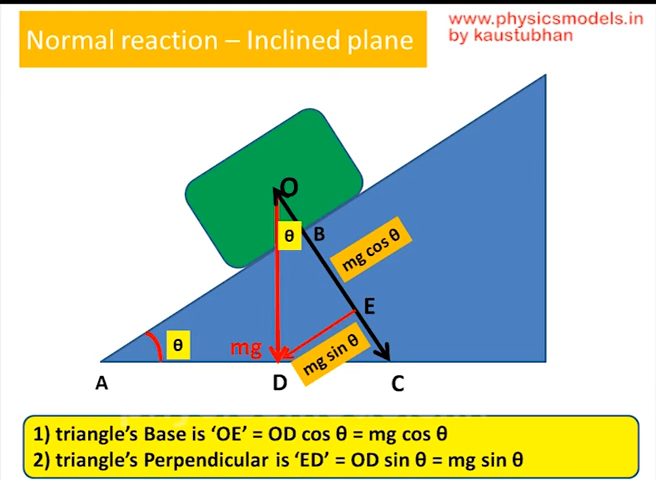 Normal reaction – Inclined plane
www.physicsmodels.in
by kaustubhan
O
θ
B
mg cos θ
E
θ
mg
mg sin θ
A
D
C
1) triangle's Base is ‘OE’ = OD cos θ = mg cos θ
2) triangle's Perpendicular is ‘ED’ = OD sin θ = mg sin θ